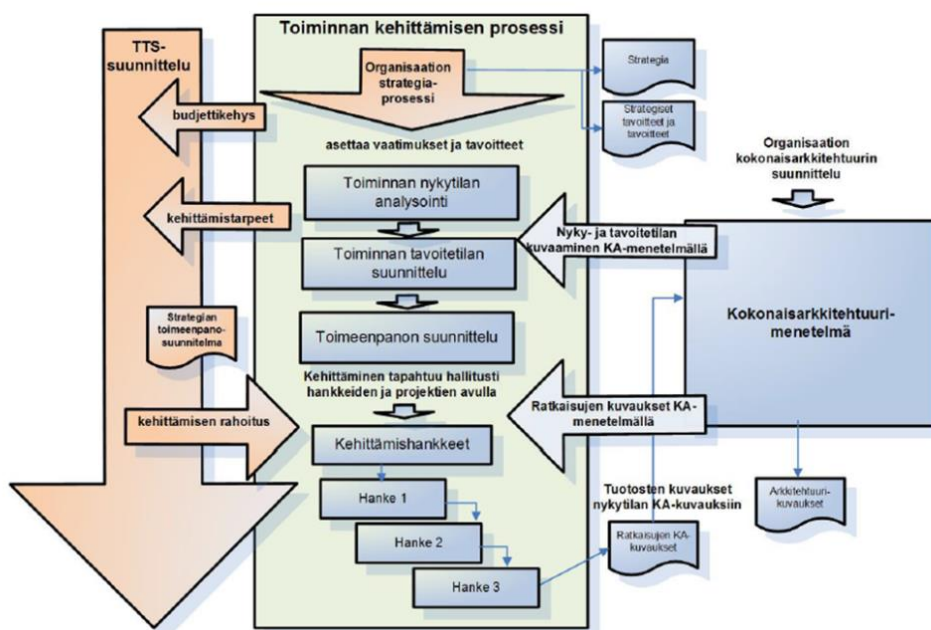 TTS-
suunnittelu
Toiminnan kehittämisen prosessi
Organisaation
strategia-
prosessi
Strategia
Strategiset
tavoitteet ja
tavoitteet
budjettikehys
asettaa vaatimukset ja tavoitteet
Organisaation
kokonaisarkkitehtuurin
suunnittelu
Toiminnan nykytilan
analysointi
kehittämistarpeet
Nyky- ja tavoitetilan
kuvaaminen KA-menetelmällä
Toiminnan tavoitetilan
suunnittelu
Kokonaisarkkitehtuuri-
menetelmä
Strategian
toimeenpano-
suunnitelma
Toimeenpanon suunnittelu
Kehittäminen tapahtuu hallitusti
hankkeiden ja projektien avulla
kehittämisen rahoitus
Ratkaisujen kuvaukset KA-
menetelmällä
Kehittämishankkeet
Hanke 1
Hanke 2
Hanke 3
Tuotosten kuvaukset
nykytilan KA-kuvauksiin
Ratkaisujen KA-
kuvaukset
Arkkitehtuuri-
kuvaukset